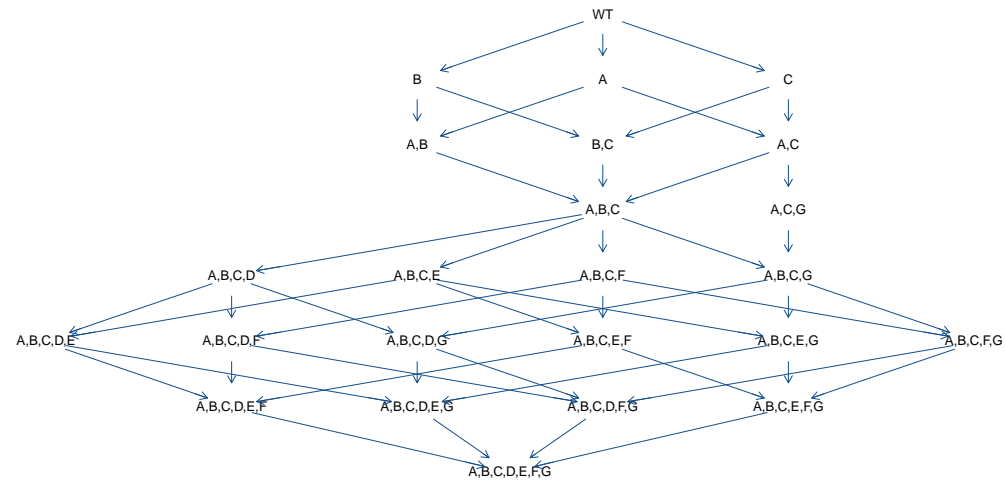 WT
B A C
A,B B,C A,C
A,B,C A,C,G
A,B,C,D A,B,C,E A,B,C,F A,B,C,G
A,B,C,D,E A,B,C,D,F A,B,C,D,G A,B,C,E,F A,B,C,E,G A,B,C,F,G
A,B,C,D,E,F A,B,C,D,E,G A,B,C,D,F,G A,B,C,E,F,G
A,B,C,D,E,F,G